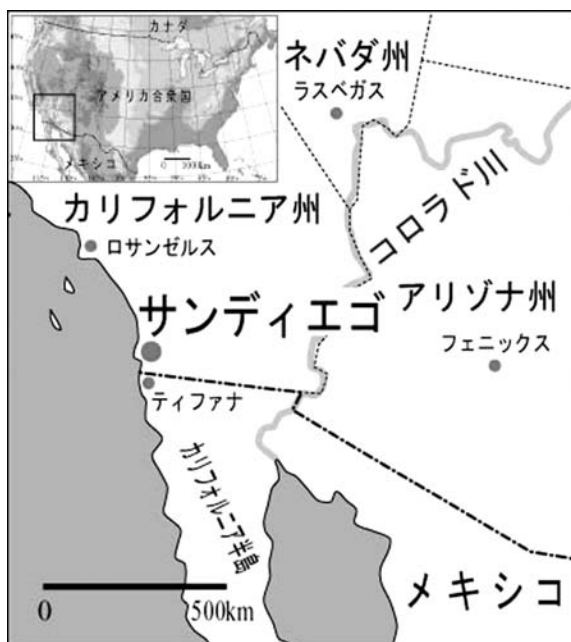 カナダ
アメリカ合衆国
メキシコ
0 1000km
ネバダ州
ラスベガス
カリフォルニア州
ロサンゼルス
コロラド川
サンディエゴ
アリゾナ州
フェニックス
ティファナ
カリフォルニア半島
メキシコ
0 500km